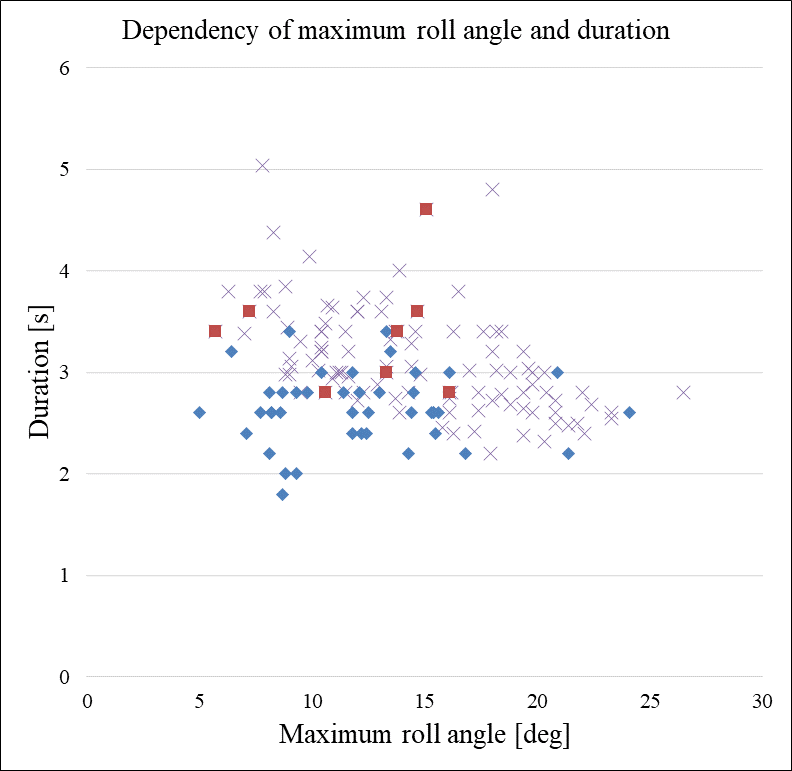 Dependency of maximum roll angle and duration
6
5
4
3
2
1
0
Duration [s]
0 5 10 15 20 25 30
Maximum roll angle [deg]